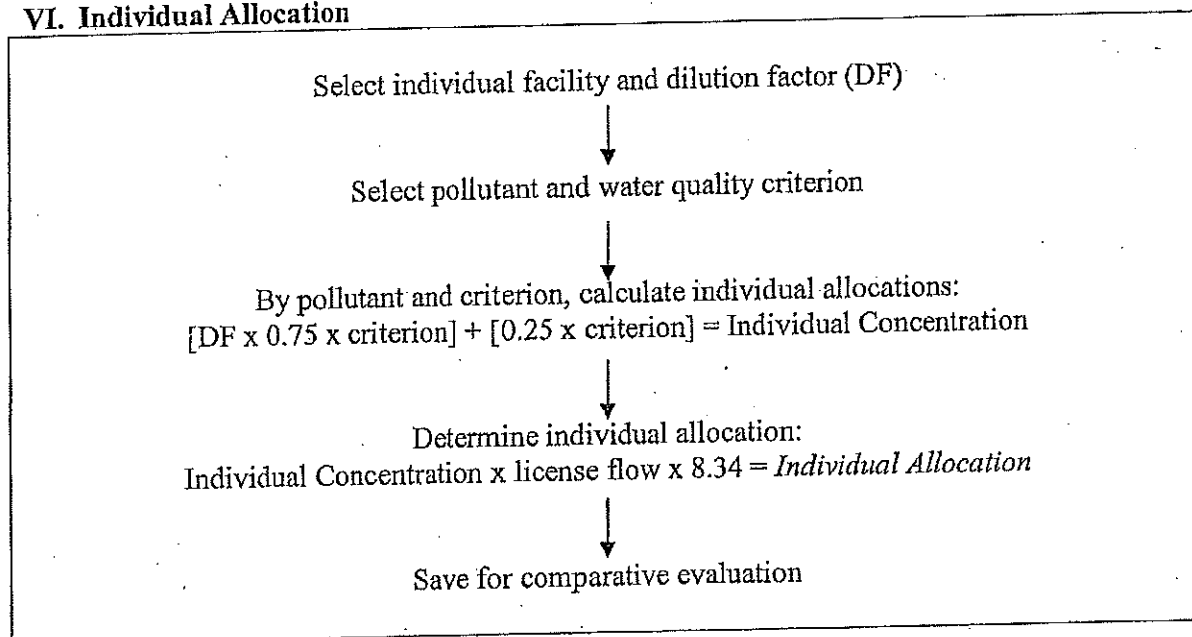 VI. Individual Allocation
Select individual facility and dilution factor (DF)
Select pollutant and water quality criterion
By pollutant and criterion, calculate individual allocations:
[DF x 0.75 x criterion] + [0.25 x criterion] = Individual Concentration
Determine individual allocation:
Individual Concentration x license flow x 8.34 = Individual Allocation
Save for comparative evaluation